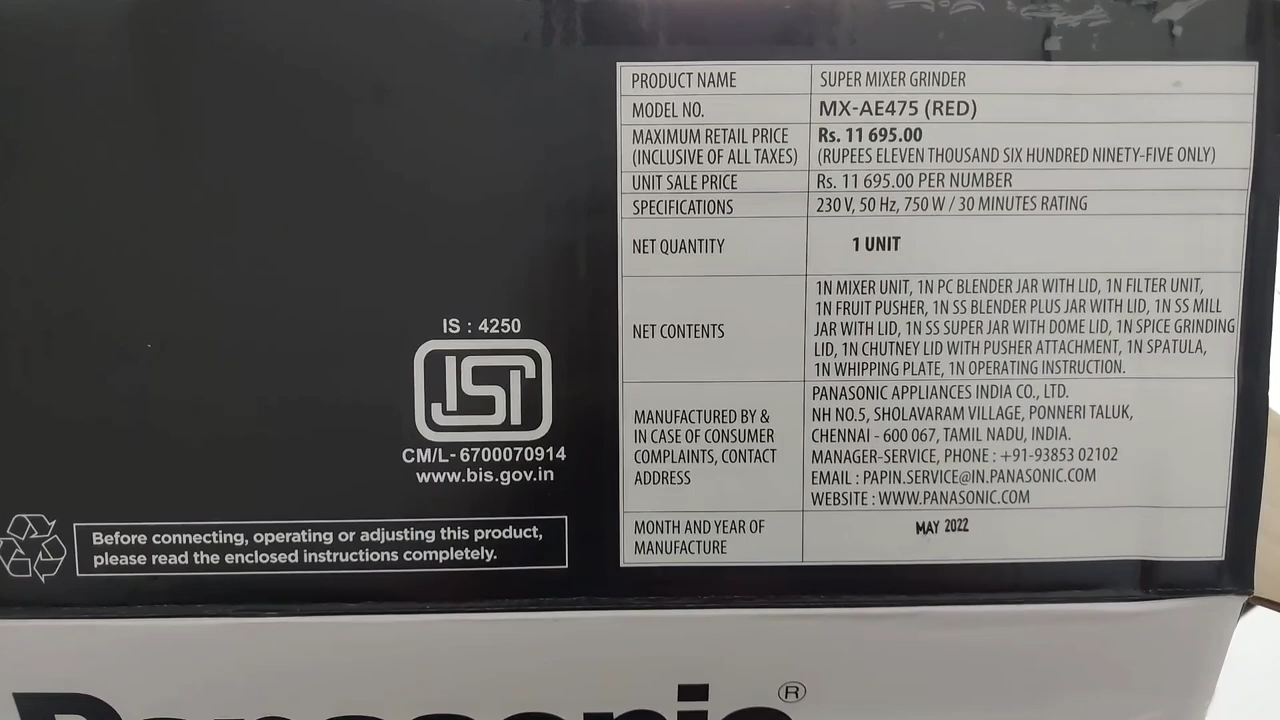 PRODUCT NAME SUPER MIXER GRINDER
MODEL NO. MX-AE475 (RED)
MAXIMUM RETAIL PRICE (INCLUSIVE OF ALL TAXES)
Rs. 11 695.00
(RUPEES ELEVEN THOUSAND SIX HUNDRED NINETY-FIVE ONLY)
UNIT SALE PRICE Rs. 11 695.00 PER NUMBER
SPECIFICATIONS 230 V, 50 Hz, 750 W / 30 MINUTES RATING
NET QUANTITY 1 UNIT
NET CONTENTS
1N MIXER UNIT, 1N PC BLENDER JAR WITH LID, 1N FILTER UNIT,
1N FRUIT PUSHER, 1N SS BLENDER PLUS JAR WITH LID, 1N SS MILL
JAR WITH LID, 1N SS SUPER JAR WITH DOME LID, 1N SPICE GRINDING
LID, 1N CHUTNEY LID WITH PUSHER ATTACHMENT, 1N SPATULA,
1N WHIPPING PLATE, 1N OPERATING INSTRUCTION.
MANUFACTURED BY &
IN CASE OF CONSUMER
COMPLAINTS, CONTACT
ADDRESS
PANASONIC APPLIANCES INDIA CO., LTD.
NH NO.5, SHOLAVARAM VILLAGE, PONNERI TALUK,
CHENNAI - 600 067, TAMIL NADU, INDIA.
MANAGER-SERVICE, PHONE : +91-93853 02102
EMAIL : PAPIN.SERVICE@IN.PANASONIC.COM
WEBSITE : WWW.PANASONIC.COM
MONTH AND YEAR OF
MANUFACTURE
MAY 2022
IS : 4250
ISI
CM/L- 6700070914
www.bis.gov.in
Before connecting, operating or adjusting this product,
please read the enclosed instructions completely.
Panasonic ®